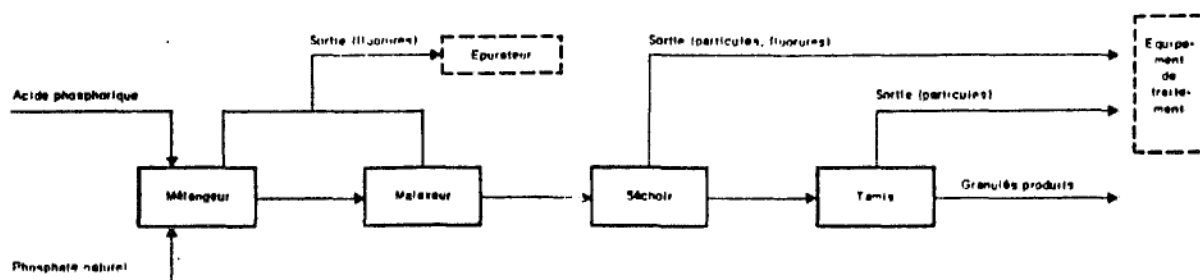 Sortie (fluorures)
Epurateur
Sortie (particules, fluorures)
Equipe-
ment
de
traite-
ment
Acide phosphorique
Sortie (particules)
Mélangeur
Malaxeur
Séchoir
Tamis
Granulés produits
Phosphate naturel